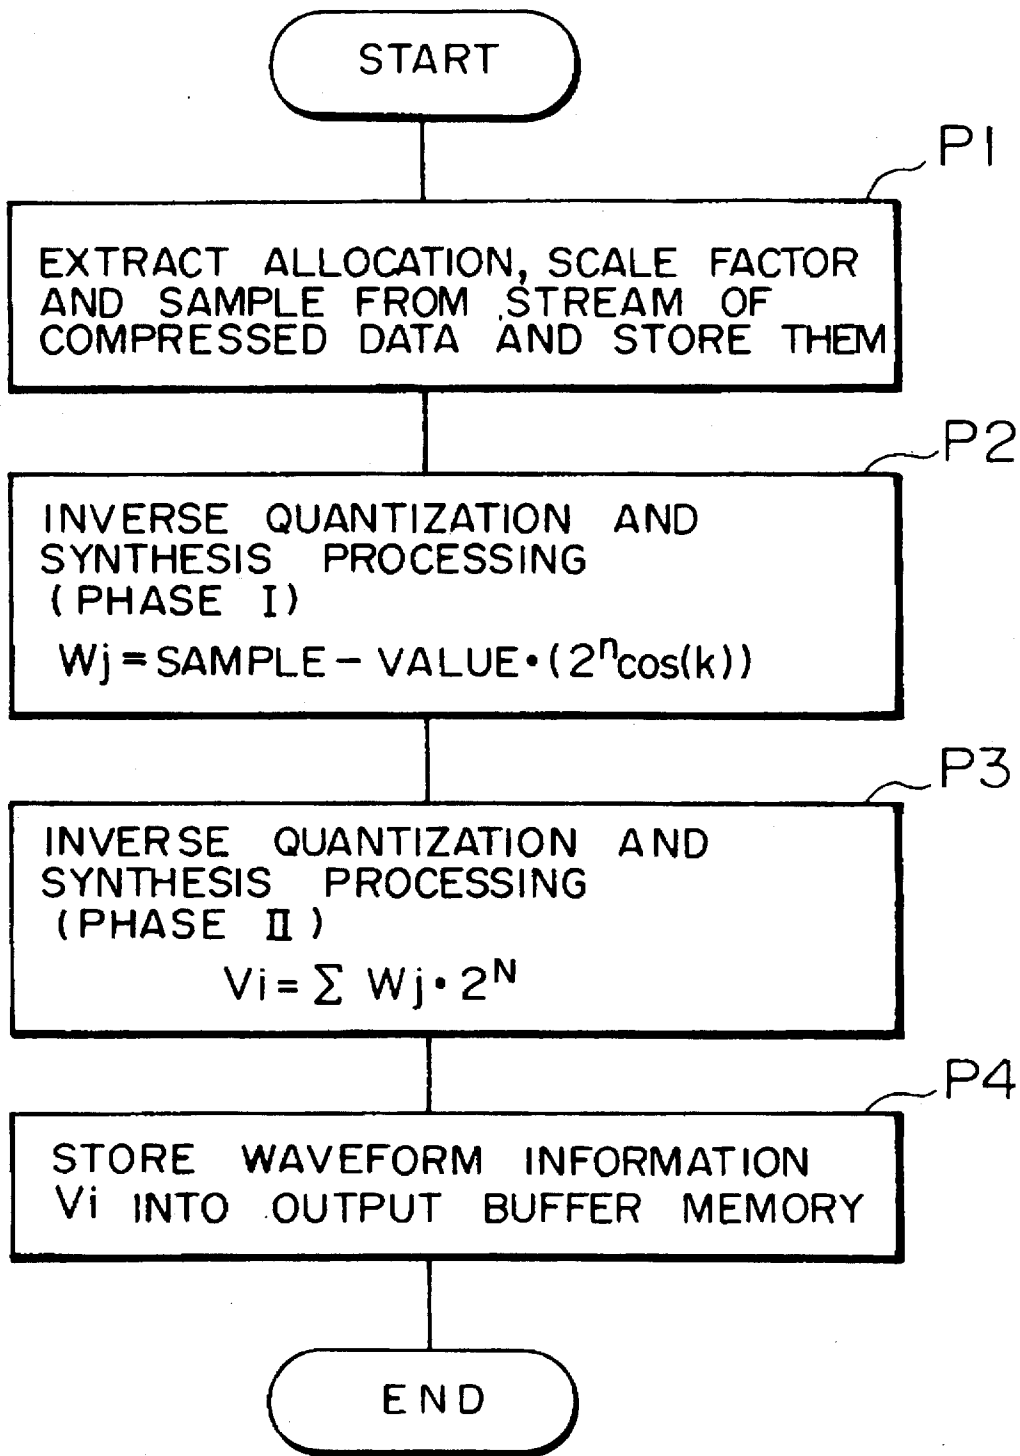 START
P1
EXTRACT ALLOCATION, SCALE FACTOR
AND SAMPLE FROM STREAM OF
COMPRESSED DATA AND STORE THEM
P2
INVERSE QUANTIZATION AND
SYNTHESIS PROCESSING
(PHASE I)
Wj = SAMPLE – VALUE • (2ⁿcos(k))
P3
INVERSE QUANTIZATION AND
SYNTHESIS PROCESSING
(PHASE II)
Vi = Σ Wj • 2ᴺ
P4
STORE WAVEFORM INFORMATION
Vi INTO OUTPUT BUFFER MEMORY
END